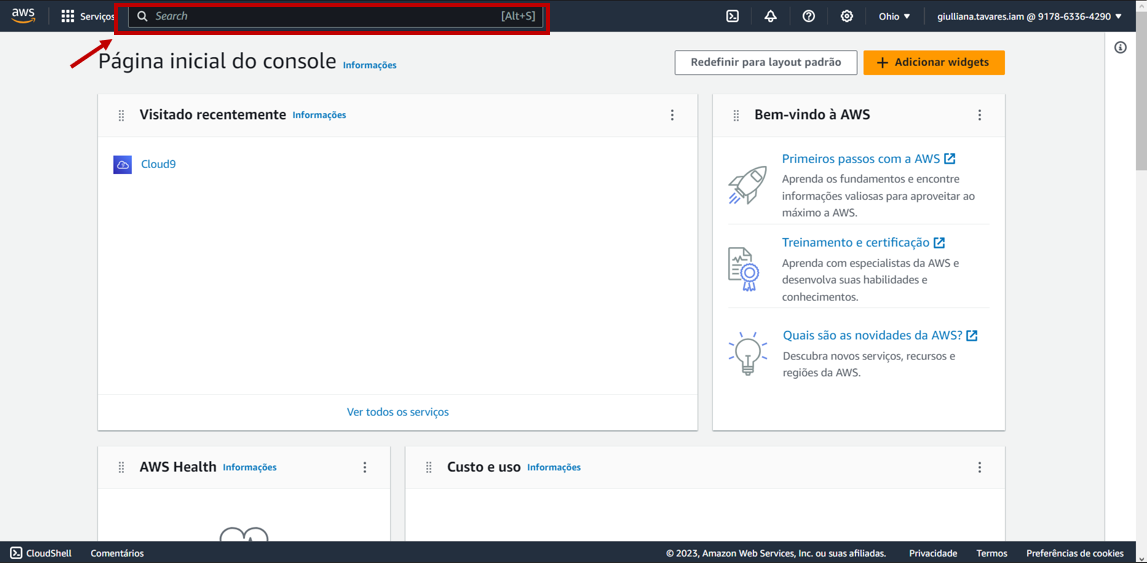 aws
Serviços
Search
[Alt+S]
Ohio
giulliana.tavares.iam @ 9178-6336-4290
Página inicial do console Informações
Redefinir para layout padrão
Adicionar widgets
Visitado recentemente Informações
Cloud9
Ver todos os serviços
Bem-vindo à AWS
Primeiros passos com a AWS
Aprenda os fundamentos e encontre
informações valiosas para aproveitar ao
máximo a AWS.
Treinamento e certificação
Aprenda com especialistas da AWS e
desenvolva suas habilidades e
conhecimentos.
Quais são as novidades da AWS?
Descubra novos serviços, recursos e
regiões da AWS.
AWS Health Informações
Custo e uso Informações
CloudShell
Comentários
© 2023, Amazon Web Services, Inc. ou suas afiliadas.
Privacidade
Termos
Preferências de cookies